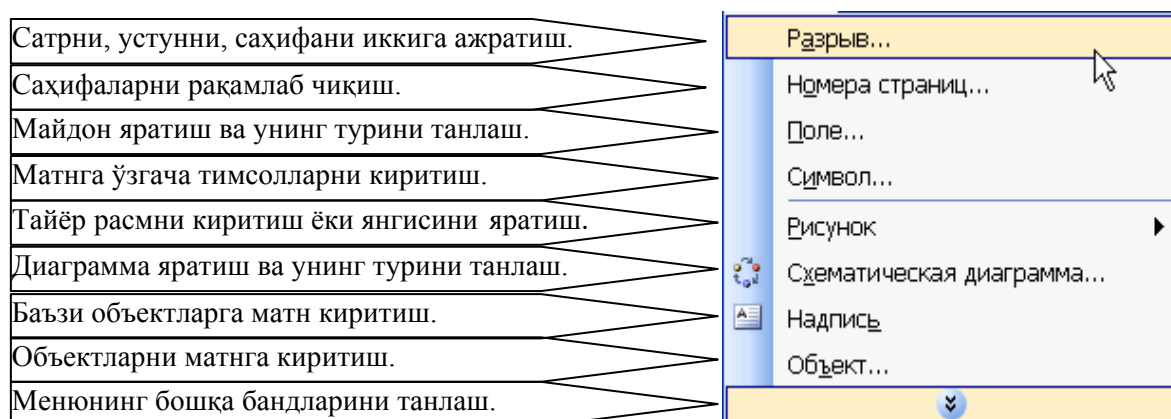 Сатрни, устунни, саҳифани иккига ажратиш.
Разрыв...
Саҳифаларни рақамлаб чиқиш.
Номера страниц...
Майдон яратиш ва унинг турини танлаш.
Поле...
Матнга ўзгача тимсолларни киритиш.
Символ...
Тайёр расмни киритиш ёки янгисини яратиш.
Рисунок
Диаграмма яратиш ва унинг турини танлаш.
Схематическая диаграмма...
Баъзи объектларга матн киритиш.
Надпись
Объектларни матнга киритиш.
Объект...
Менюнинг бошқа бандларини танлаш.